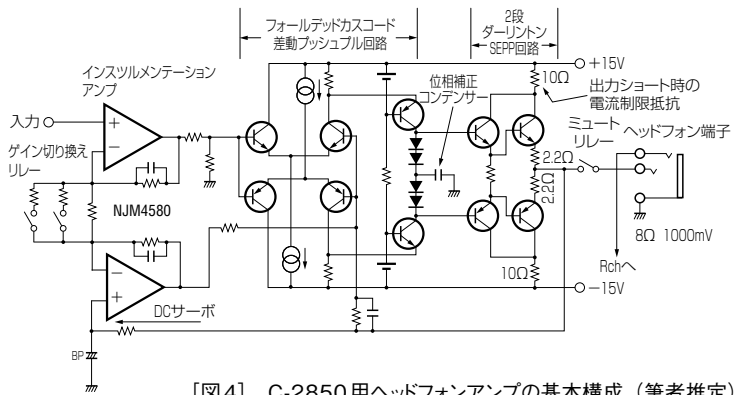 フォールデッドカスコード
差動プッシュプル回路
2段
ダーリントン
SEPP回路
+15V
インスツルメンテーション
アンプ
位相補正
コンデンサー
10Ω
出力ショート時の
電流制限抵抗
入力
+
−
ミュート
リレー
ヘッドフォン端子
ゲイン切り換え
リレー
2.2Ω
2.2Ω
NJM4580
8Ω 1000mV
−
+
10Ω
Rchへ
DCサーボ
−15V
BP
[図4] C-2850用ヘッドフォンアンプの基本構成(筆者推定)